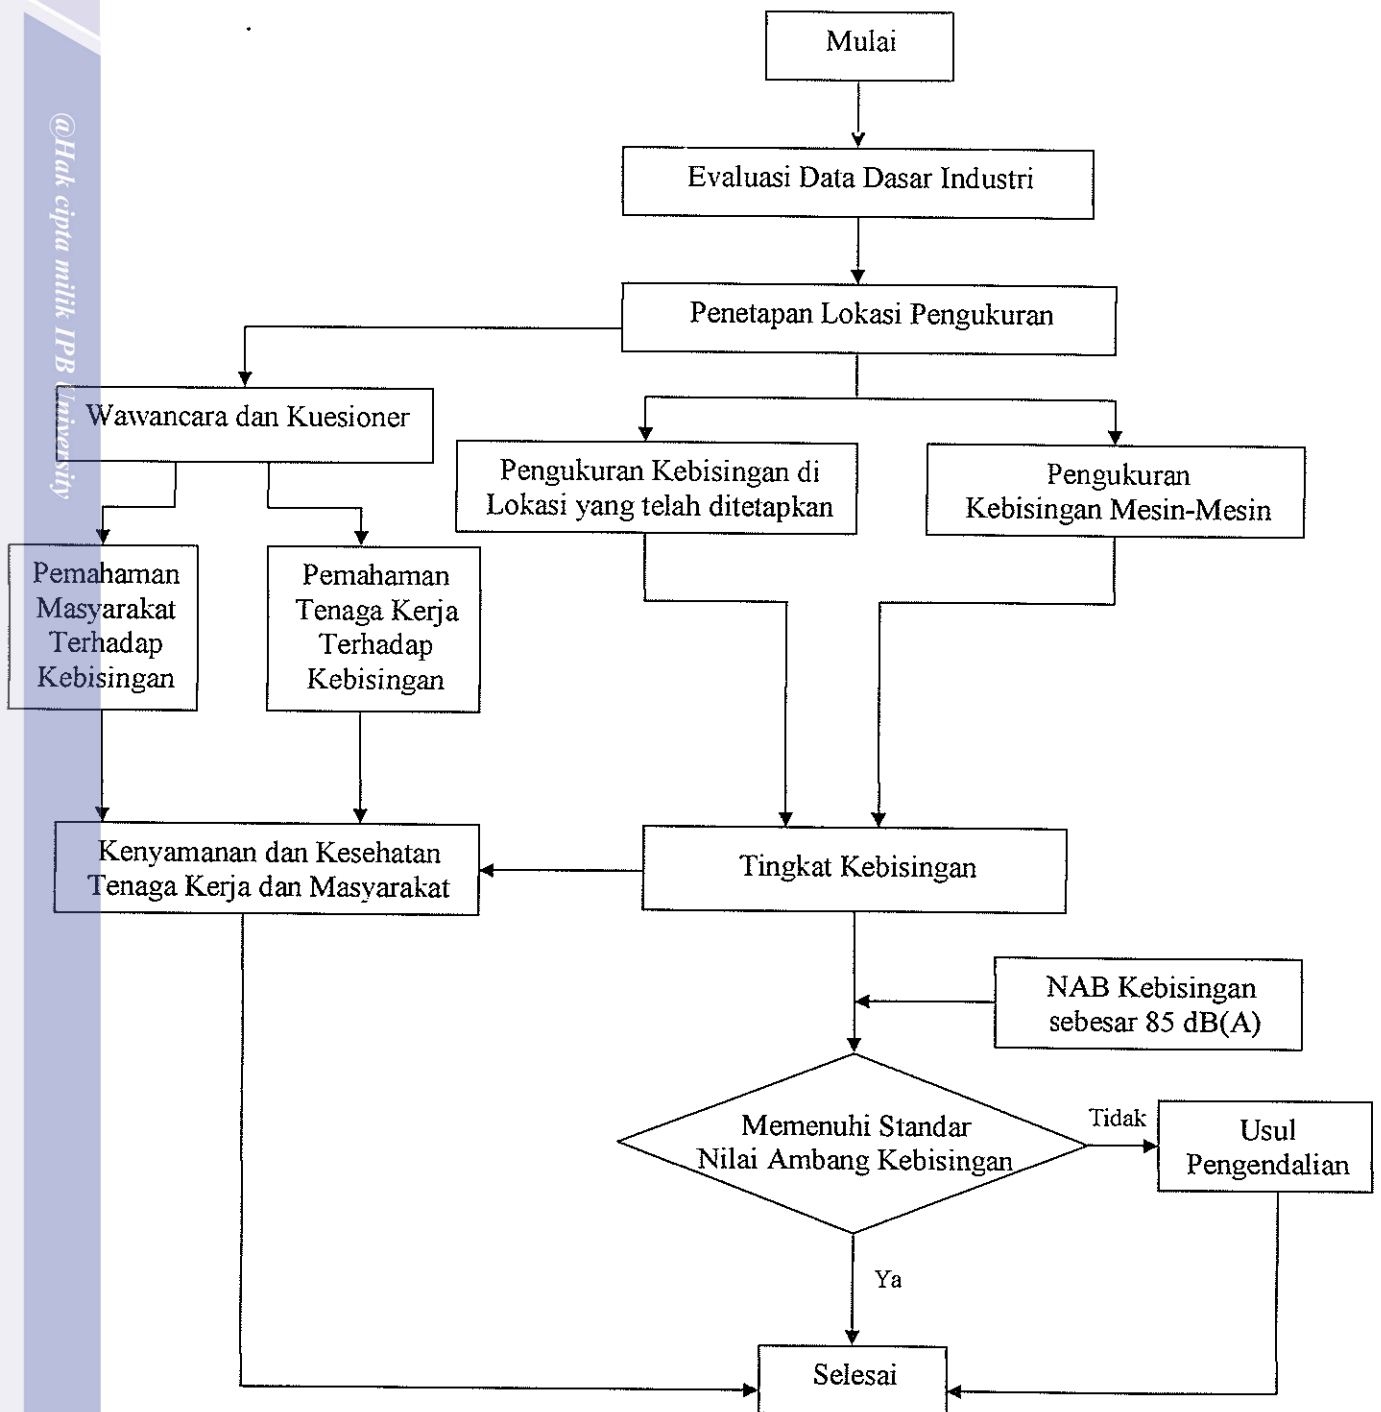 Mulai
Evaluasi Data Dasar Industri
Penetapan Lokasi Pengukuran
Wawancara dan Kuesioner
Pengukuran Kebisingan di
Lokasi yang telah ditetapkan
Pengukuran
Kebisingan Mesin-Mesin
Pemahaman
Masyarakat
Terhadap
Kebisingan
Pemahaman
Tenaga Kerja
Terhadap
Kebisingan
Kenyamanan dan Kesehatan
Tenaga Kerja dan Masyarakat
Tingkat Kebisingan
NAB Kebisingan
sebesar 85 dB(A)
Memenuhi Standar
Nilai Ambang Kebisingan
Tidak
Usul
Pengendalian
Ya
Selesai
@Hak cipta milik IPB University